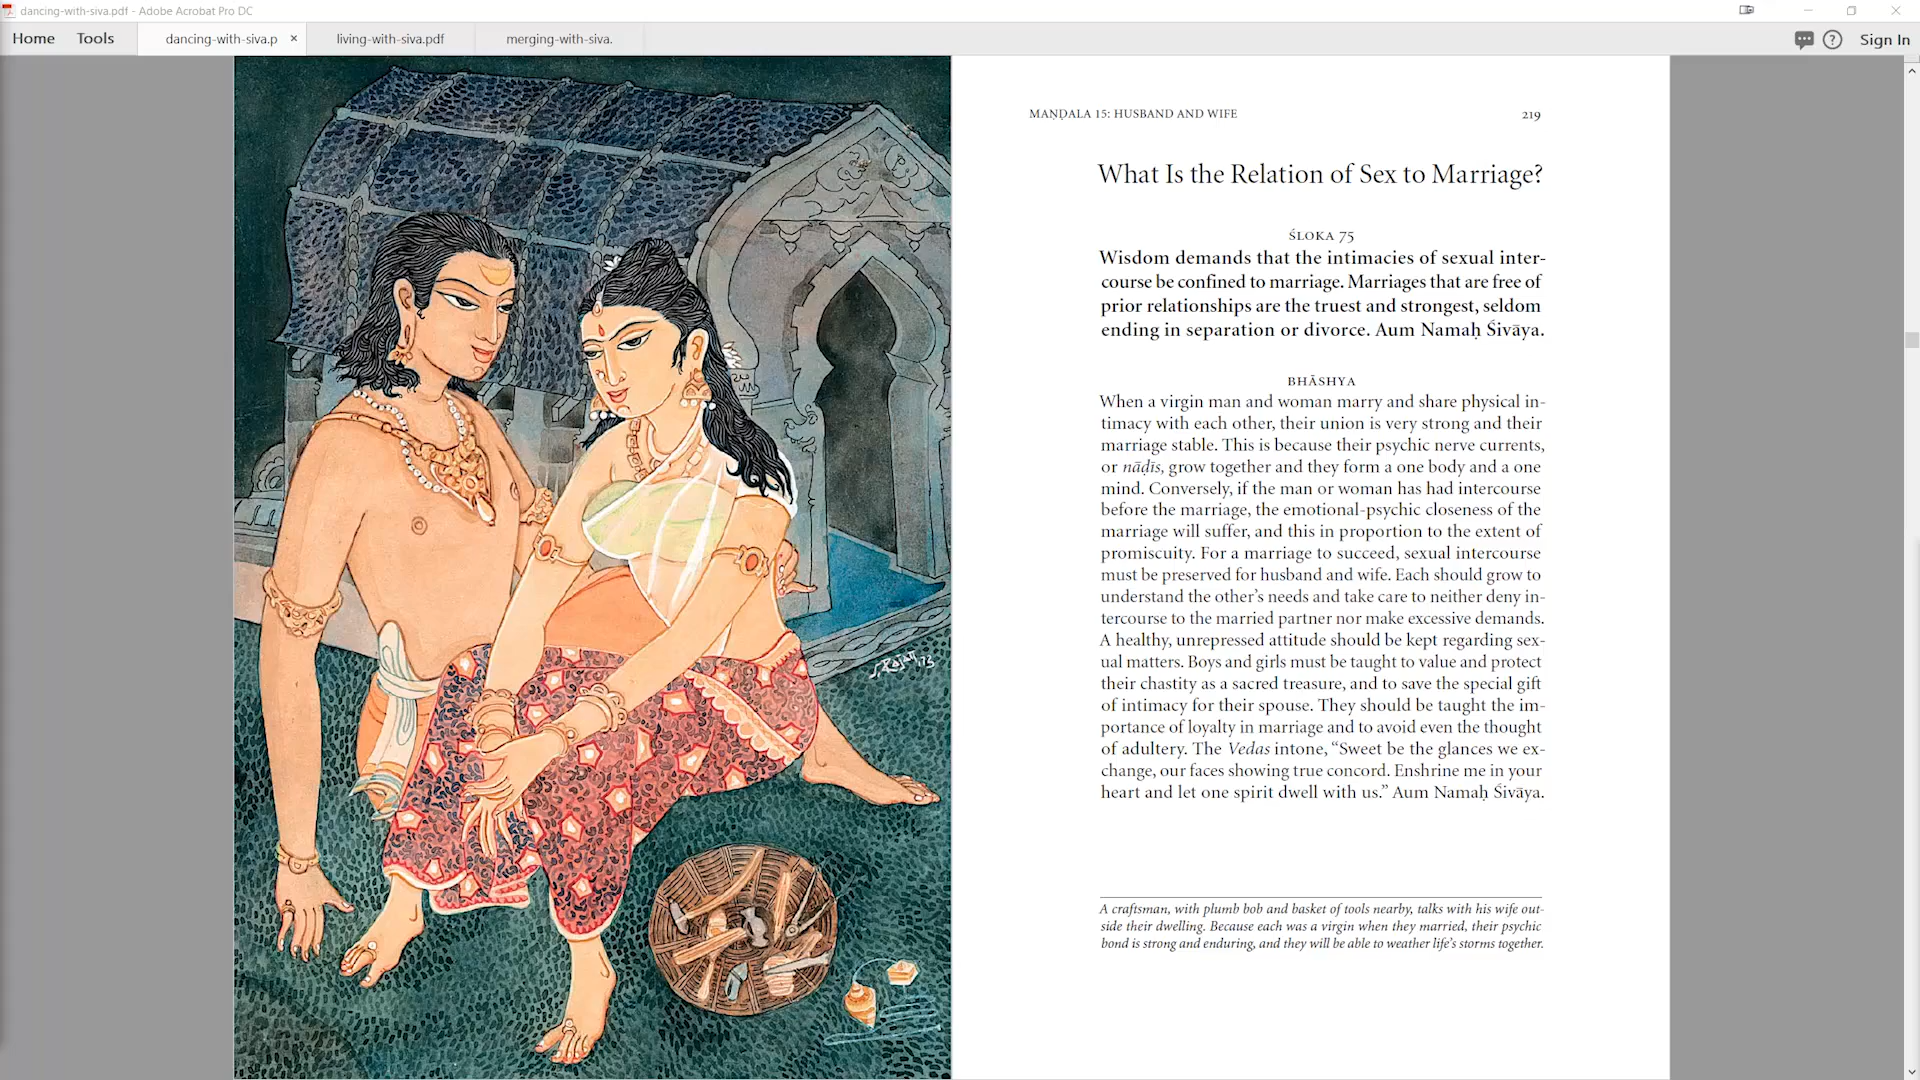 dancing-with-siva.pdf - Adobe Acrobat Pro DC
Home
Tools
dancing-with-siva.p
×
living-with-siva.pdf
merging-with-siva.
?
Sign In
S. Rajam 73
MAṆḌALA 15: HUSBAND AND WIFE
219
What Is the Relation of Sex to Marriage?
ŚLOKA 75
Wisdom demands that the intimacies of sexual inter-
course be confined to marriage. Marriages that are free of
prior relationships are the truest and strongest, seldom
ending in separation or divorce. Aum Namaḥ Śivāya.
BHĀSHYA
When a virgin man and woman marry and share physical in-
timacy with each other, their union is very strong and their
marriage stable. This is because their psychic nerve currents,
or nāḍīs, grow together and they form a one body and a one
mind. Conversely, if the man or woman has had intercourse
before the marriage, the emotional-psychic closeness of the
marriage will suffer, and this in proportion to the extent of
promiscuity. For a marriage to succeed, sexual intercourse
must be preserved for husband and wife. Each should grow to
understand the other’s needs and take care to neither deny in-
tercourse to the married partner nor make excessive demands.
A healthy, unrepressed attitude should be kept regarding sex-
ual matters. Boys and girls must be taught to value and protect
their chastity as a sacred treasure, and to save the special gift
of intimacy for their spouse. They should be taught the im-
portance of loyalty in marriage and to avoid even the thought
of adultery. The Vedas intone, “Sweet be the glances we ex-
change, our faces showing true concord. Enshrine me in your
heart and let one spirit dwell with us.” Aum Namaḥ Śivāya.
A craftsman, with plumb bob and basket of tools nearby, talks with his wife out-
side their dwelling. Because each was a virgin when they married, their psychic
bond is strong and enduring, and they will be able to weather life’s storms together.